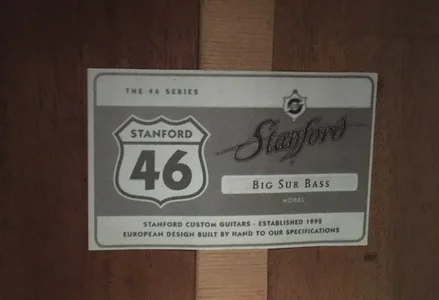 THE 46 SERIES
STANFORD
46
Stanford
BIG SUR BASS
MODEL
STANFORD CUSTOM GUITARS - ESTABLISHED 1992
EUROPEAN DESIGN BUILT BY HAND TO OUR SPECIFICATIONS